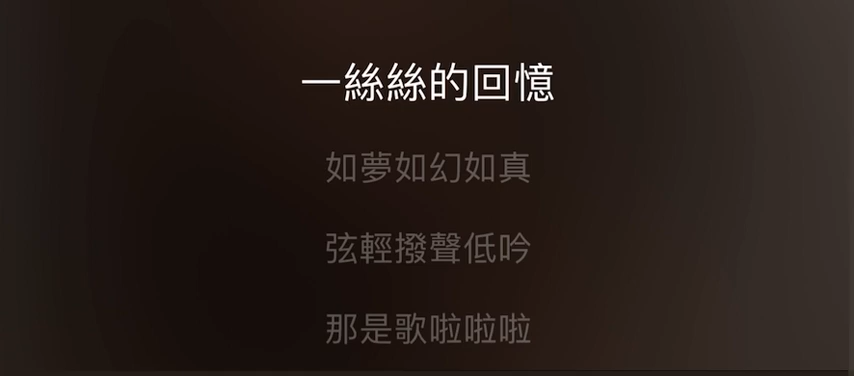 一絲絲的回憶
如夢如幻如真
弦輕撥聲低吟
那是歌啦啦啦